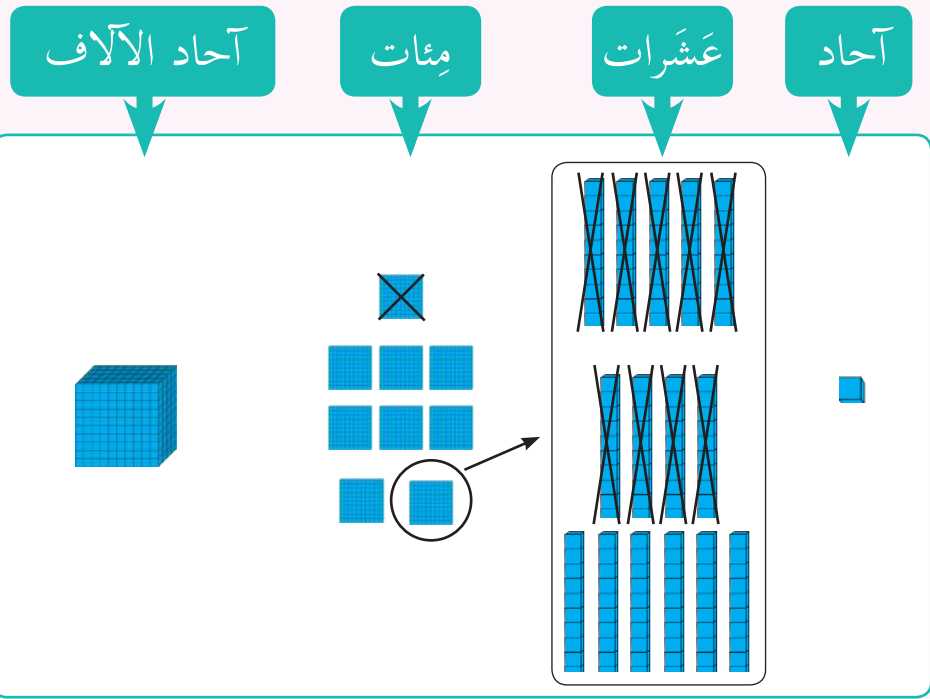 آحاد
عَشَرات
مِئات
آحاد الآلاف